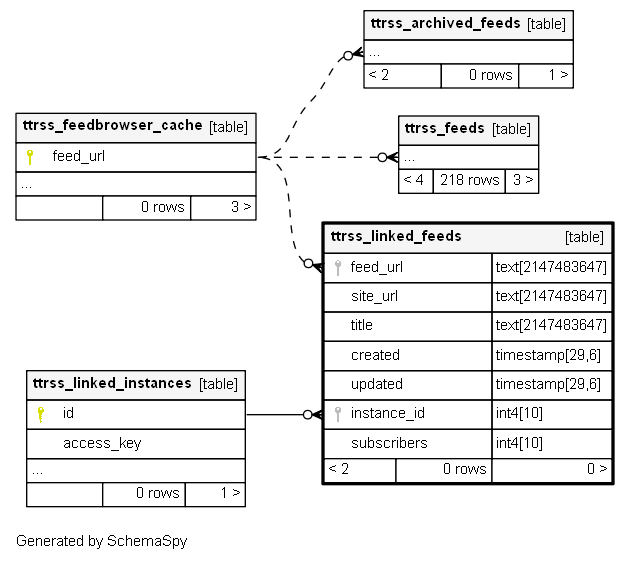 ttrss_archived_feeds [table]
...
< 2 0 rows 1 >
ttrss_feedbrowser_cache [table]
feed_url
...
0 rows 3 >
ttrss_feeds [table]
...
< 4 218 rows 3 >
ttrss_linked_feeds [table]
feed_url text[2147483647]
site_url text[2147483647]
title text[2147483647]
created timestamp[29,6]
updated timestamp[29,6]
instance_id int4[10]
subscribers int4[10]
< 2 0 rows 0 >
ttrss_linked_instances [table]
id
access_key
...
0 rows 1 >
Generated by SchemaSpy